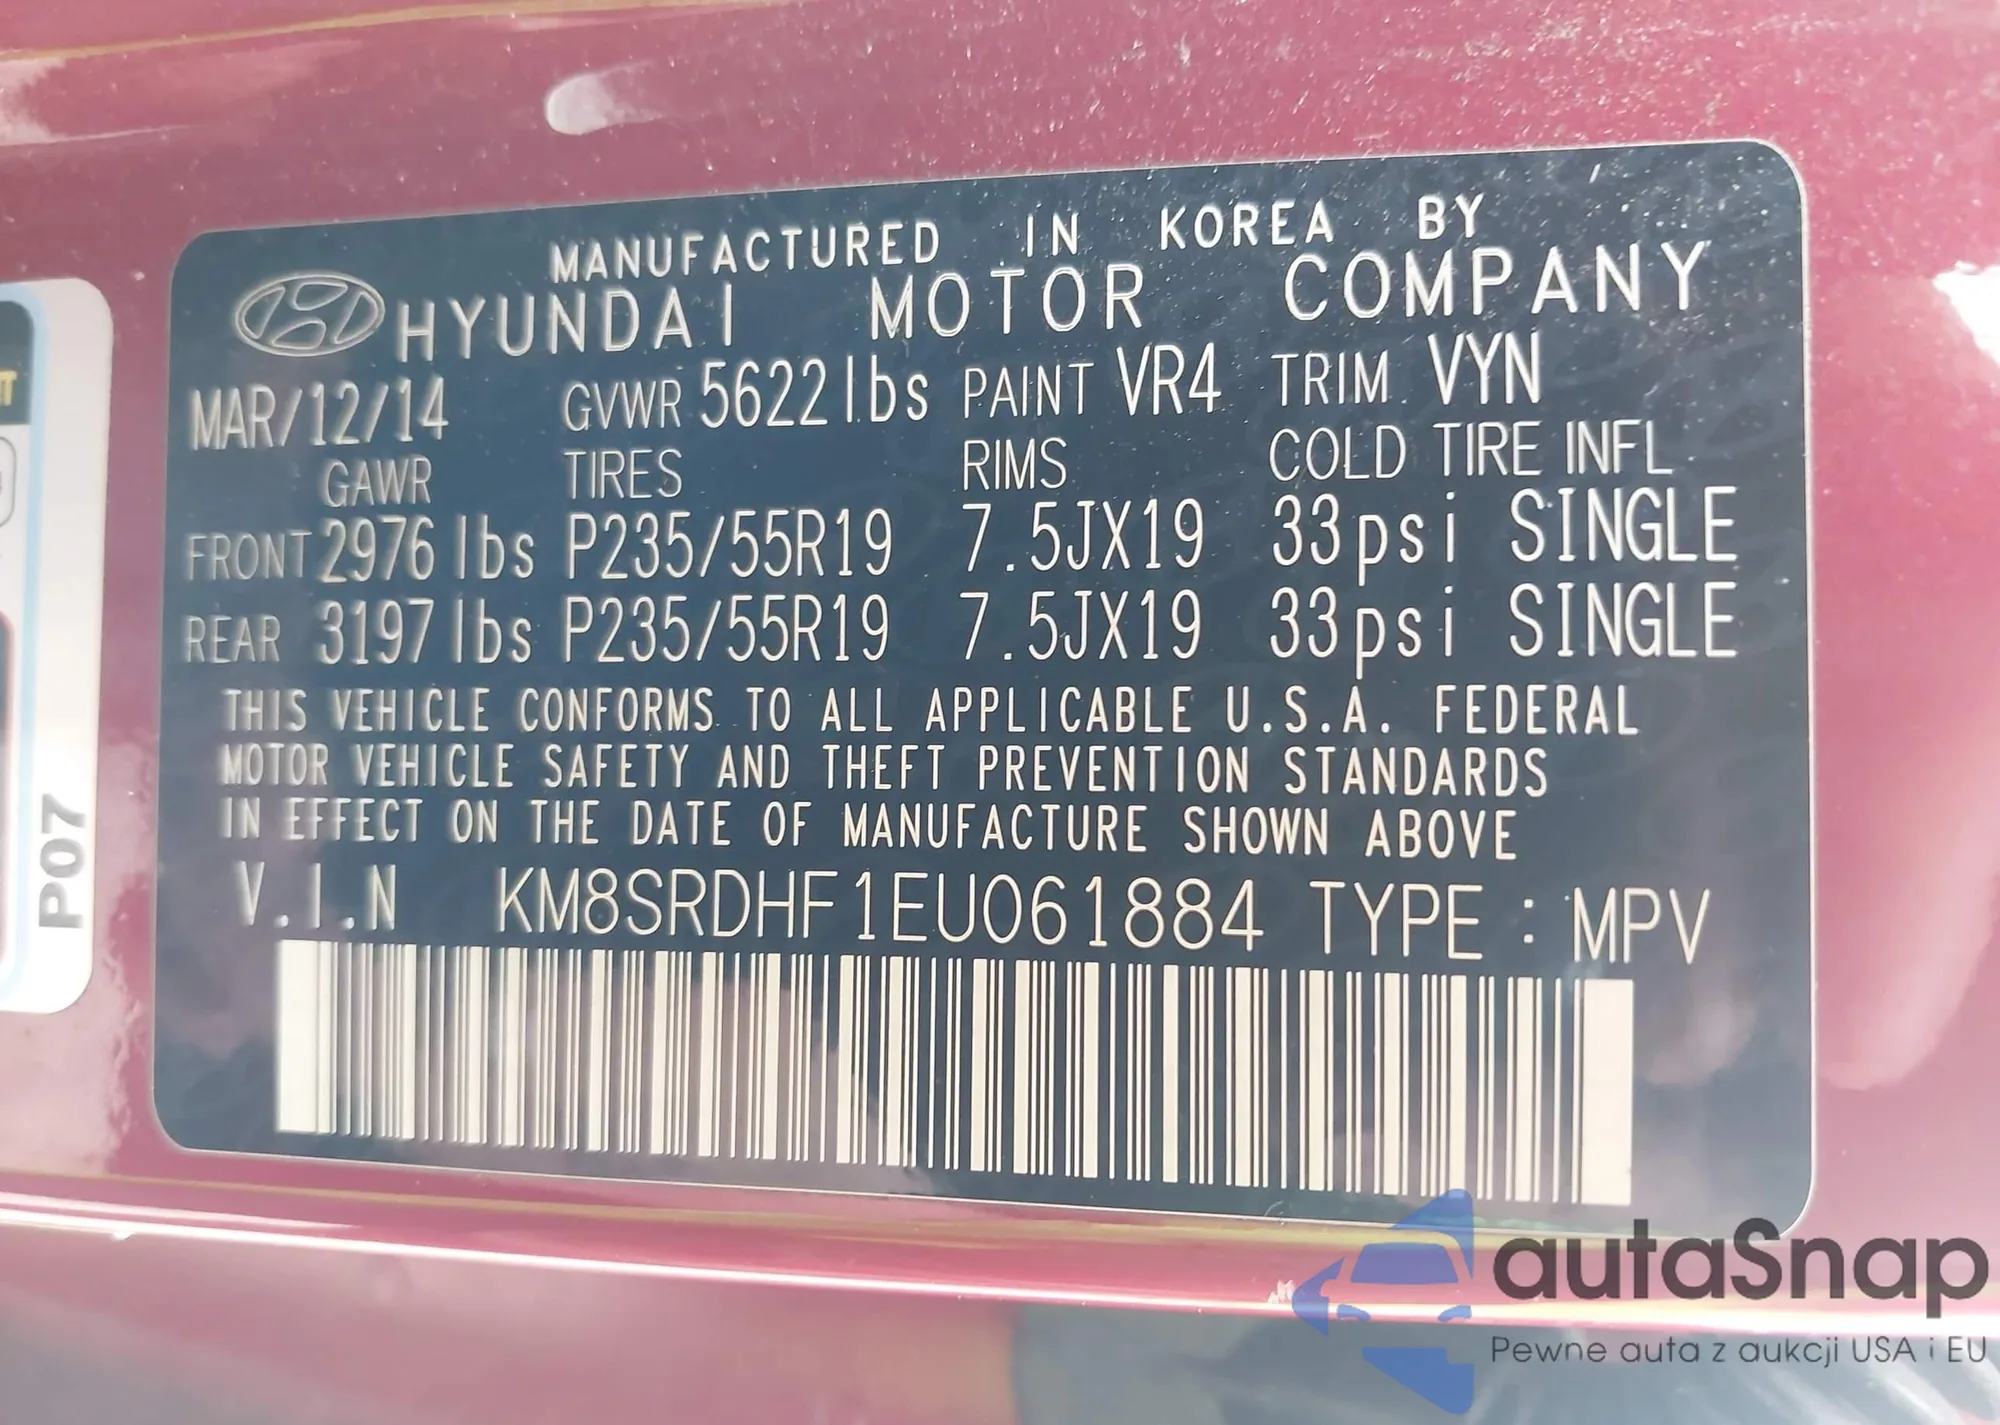 MANUFACTURED IN KOREA BY
HYUNDAI MOTOR COMPANY
MAR/12/14 GVWR 5622lbs PAINT VR4 TRIM VYN
GAWR TIRES RIMS COLD TIRE INFL
FRONT 2976 lbs P235/55R19 7.5JX19 33psi SINGLE
REAR 3197 lbs P235/55R19 7.5JX19 33psi SINGLE
THIS VEHICLE CONFORMS TO ALL APPLICABLE U.S.A. FEDERAL
MOTOR VEHICLE SAFETY AND THEFT PREVENTION STANDARDS
IN EFFECT ON THE DATE OF MANUFACTURE SHOWN ABOVE
V.I.N KM8SRDHF1EU061884 TYPE : MPV
P07
autaSnap
Pewne auta z aukcji USA i EU